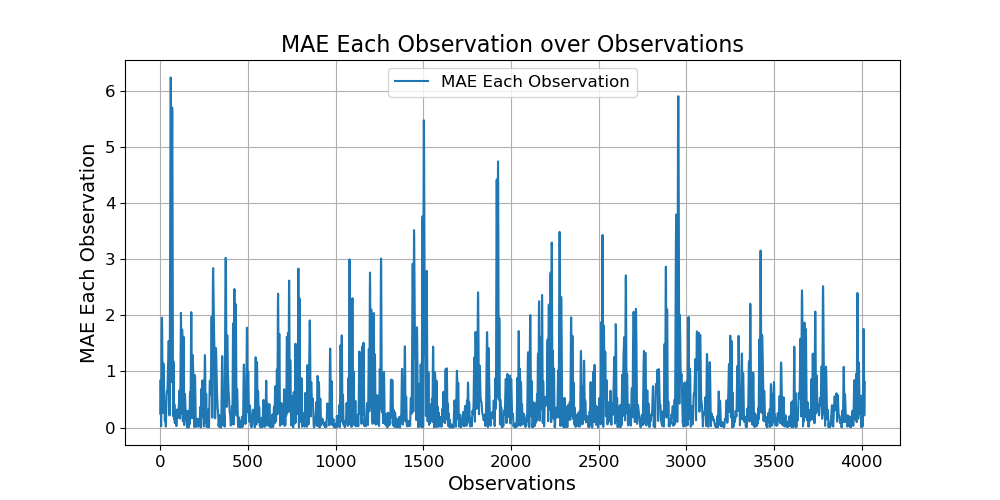 MAE Each Observation over Observations
MAE Each Observation
MAE Each Observation
6
5
4
3
2
1
0
0 500 1000 1500 2000 2500 3000 3500 4000
Observations